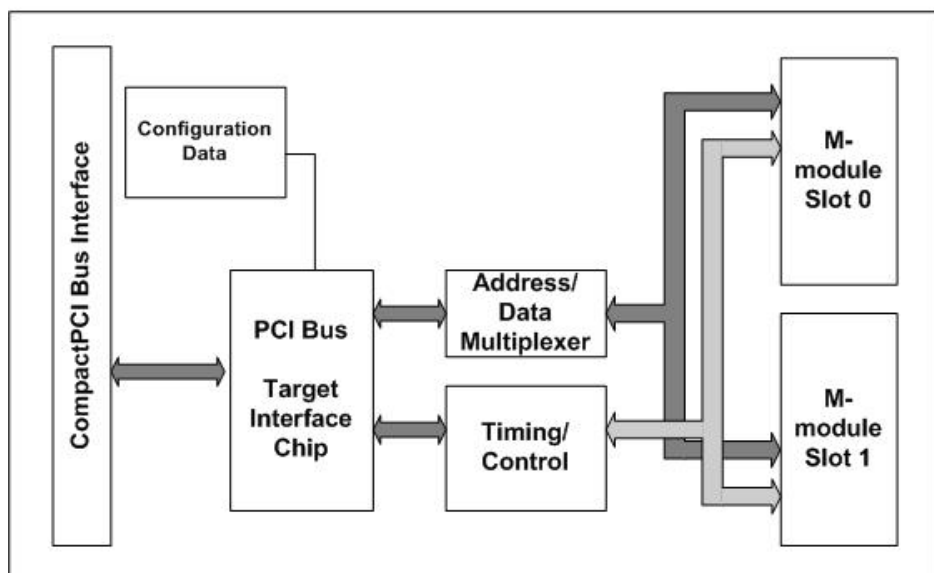 CompactPCI Bus Interface
Configuration
Data
PCI Bus
Target
Interface
Chip
Address/
Data
Multiplexer
Timing/
Control
M-
module
Slot 0
M-
module
Slot 1